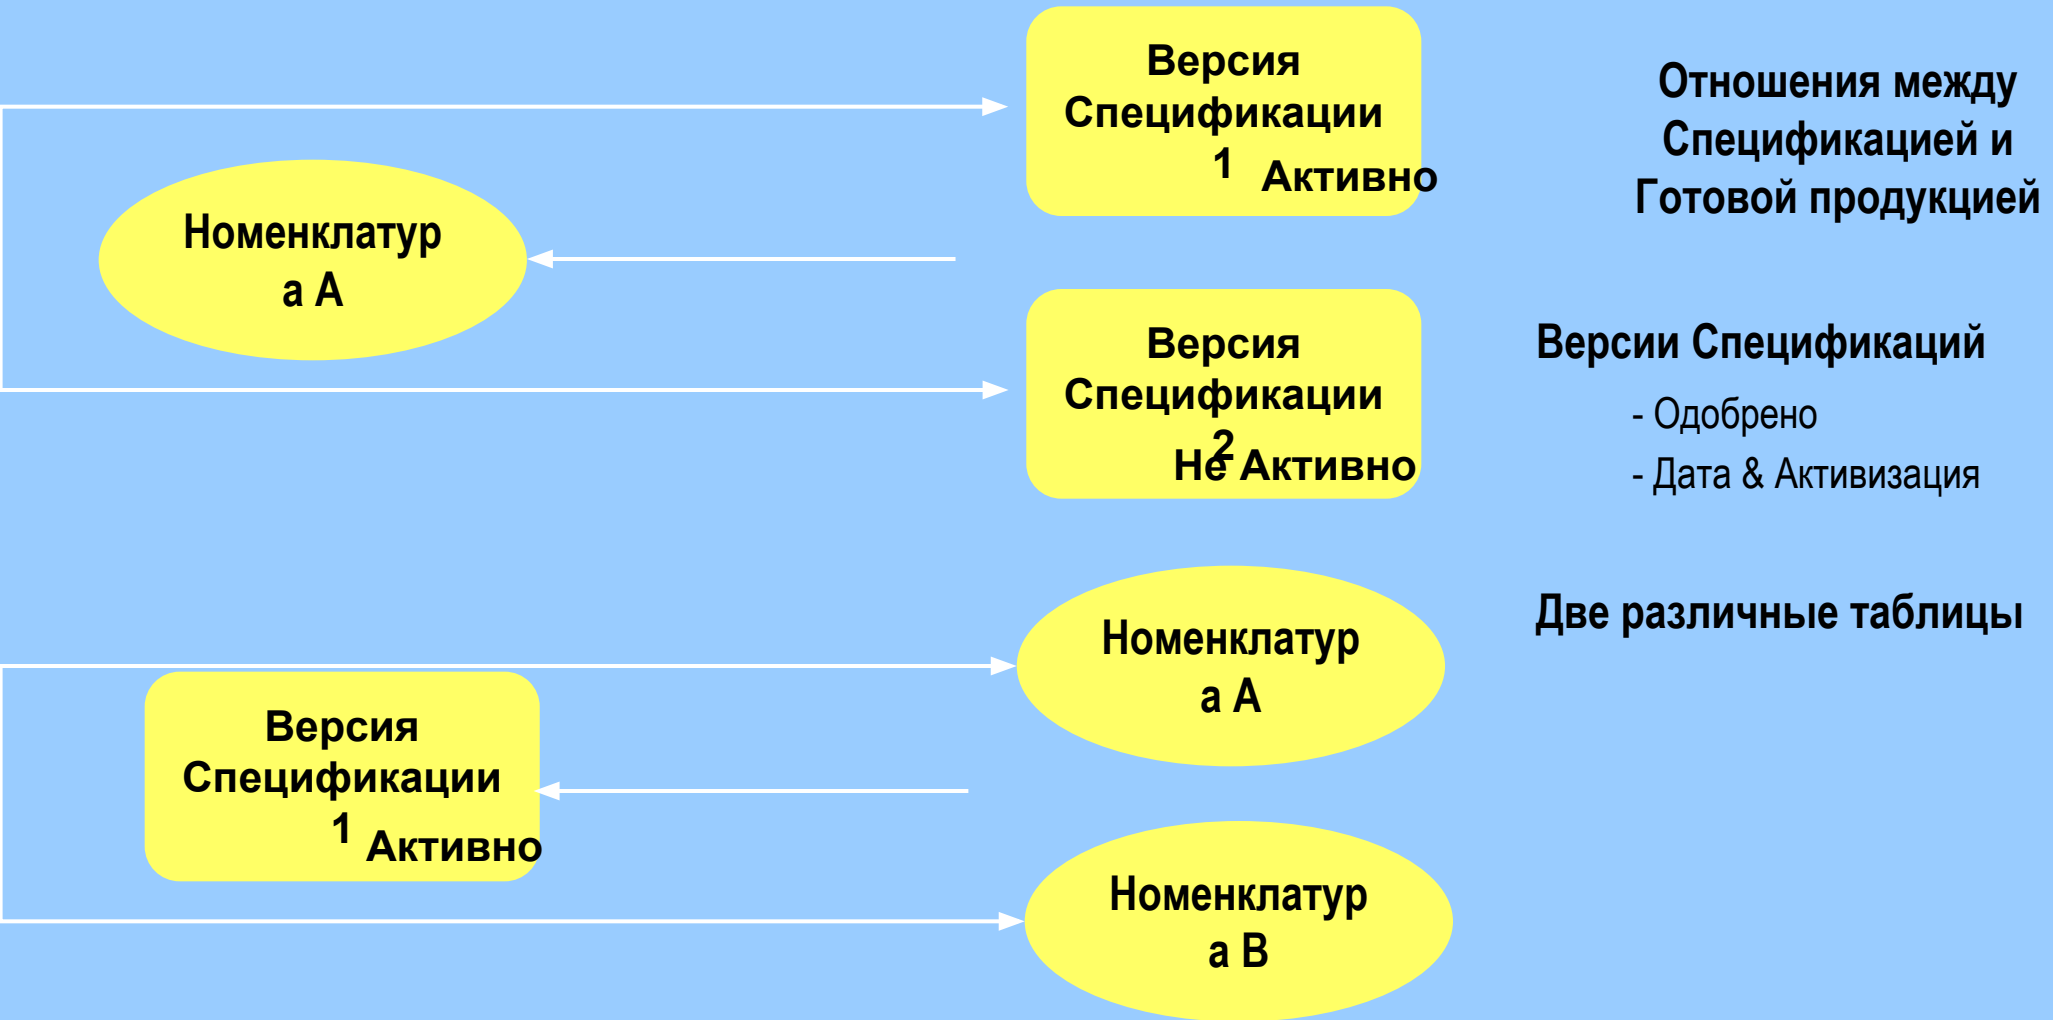 Версия
Спецификации
1 Активно
Отношения между
Спецификацией и
Готовой продукцией
Номенклатур
а А
Версия
Спецификации
2
Не Активно
Версии Спецификаций
- Одобрено
- Дата & Активизация
Номенклатур
а А
Две различные таблицы
Версия
Спецификации
1 Активно
Номенклатур
а В